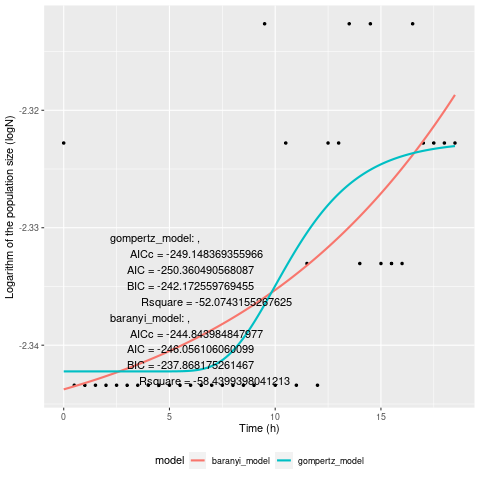 Logarithm of the population size (logN)
-2.32
-2.33
-2.34
gompertz_model: ,
AICc = -249.148369355966
AIC = -250.360490568087
BIC = -242.172559769455
Rsquare = -52.0743155267625
baranyi_model: ,
AICc = -244.843984847977
AIC = -246.056106060099
BIC = -237.868175261467
Rsquare = -58.4399398041213
0 5 10 15
Time (h)
model baranyi_model gompertz_model